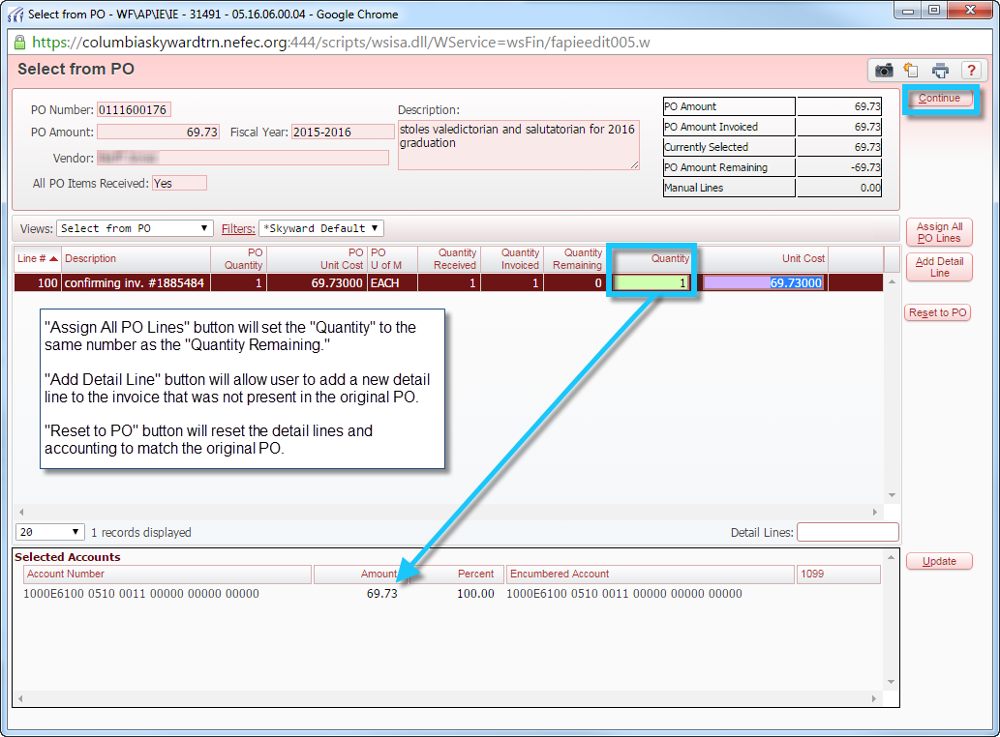 Select from PO - WF\AP\IE\IE - 31491 - 05.16.06.00.04 - Google Chrome
https://columbiaskywardtrn.nefec.org:444/scripts/wsisa.dll/WService=wsFin/fapieedit005.w
Select from PO
?
PO Number: 0111600176
PO Amount: 69.73 Fiscal Year: 2015-2016
Vendor:
All PO Items Received: Yes
Description:
stoles valedictorian and salutatorian for 2016
graduation
PO Amount 69.73
PO Amount Invoiced 69.73
Currently Selected 69.73
PO Amount Remaining -69.73
Manual Lines 0.00
Continue
Views: Select from PO Filters: *Skyward Default
Assign All
PO Lines
Add Detail
Line
Reset to PO
Line # Description PO Quantity PO Unit Cost PO U of M Quantity Received Quantity Invoiced Quantity Remaining Quantity Unit Cost
100 confirming inv. #1885484 1 69.73000 EACH 1 1 0 1 69.73000
"Assign All PO Lines" button will set the "Quantity" to the
same number as the "Quantity Remaining."
"Add Detail Line" button will allow user to add a new detail
line to the invoice that was not present in the original PO.
"Reset to PO" button will reset the detail lines and
accounting to match the original PO.
20 1 records displayed Detail Lines:
Selected Accounts
Account Number Amount Percent Encumbered Account 1099
1000E6100 0510 0011 00000 00000 00000 69.73 100.00 1000E6100 0510 0011 00000 00000 00000
Update